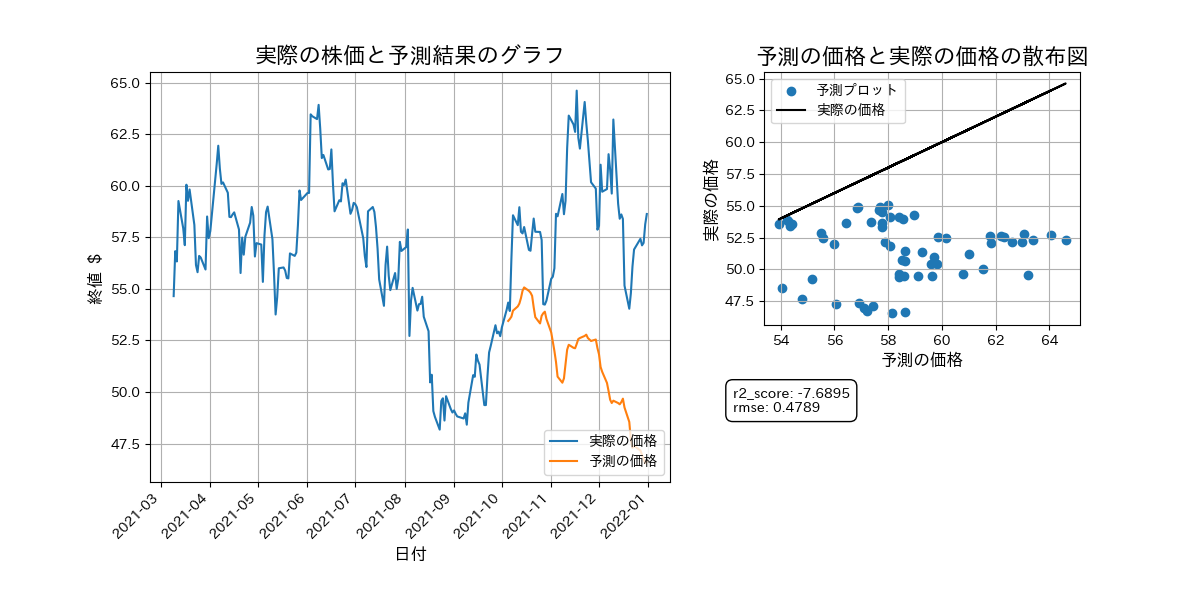 実際の株価と予測結果のグラフ
65.0
62.5
60.0
57.5
55.0
52.5
50.0
47.5
終値 $
2021-03
2021-04
2021-05
2021-06
2021-07
2021-08
2021-09
2021-10
2021-11
2021-12
2022-01
日付
実際の価格
予測の価格
予測の価格と実際の価格の散布図
65.0
62.5
60.0
57.5
55.0
52.5
50.0
47.5
実際の価格
予測プロット
実際の価格
54 56 58 60 62 64
予測の価格
r2_score: -7.6895
rmse: 0.4789